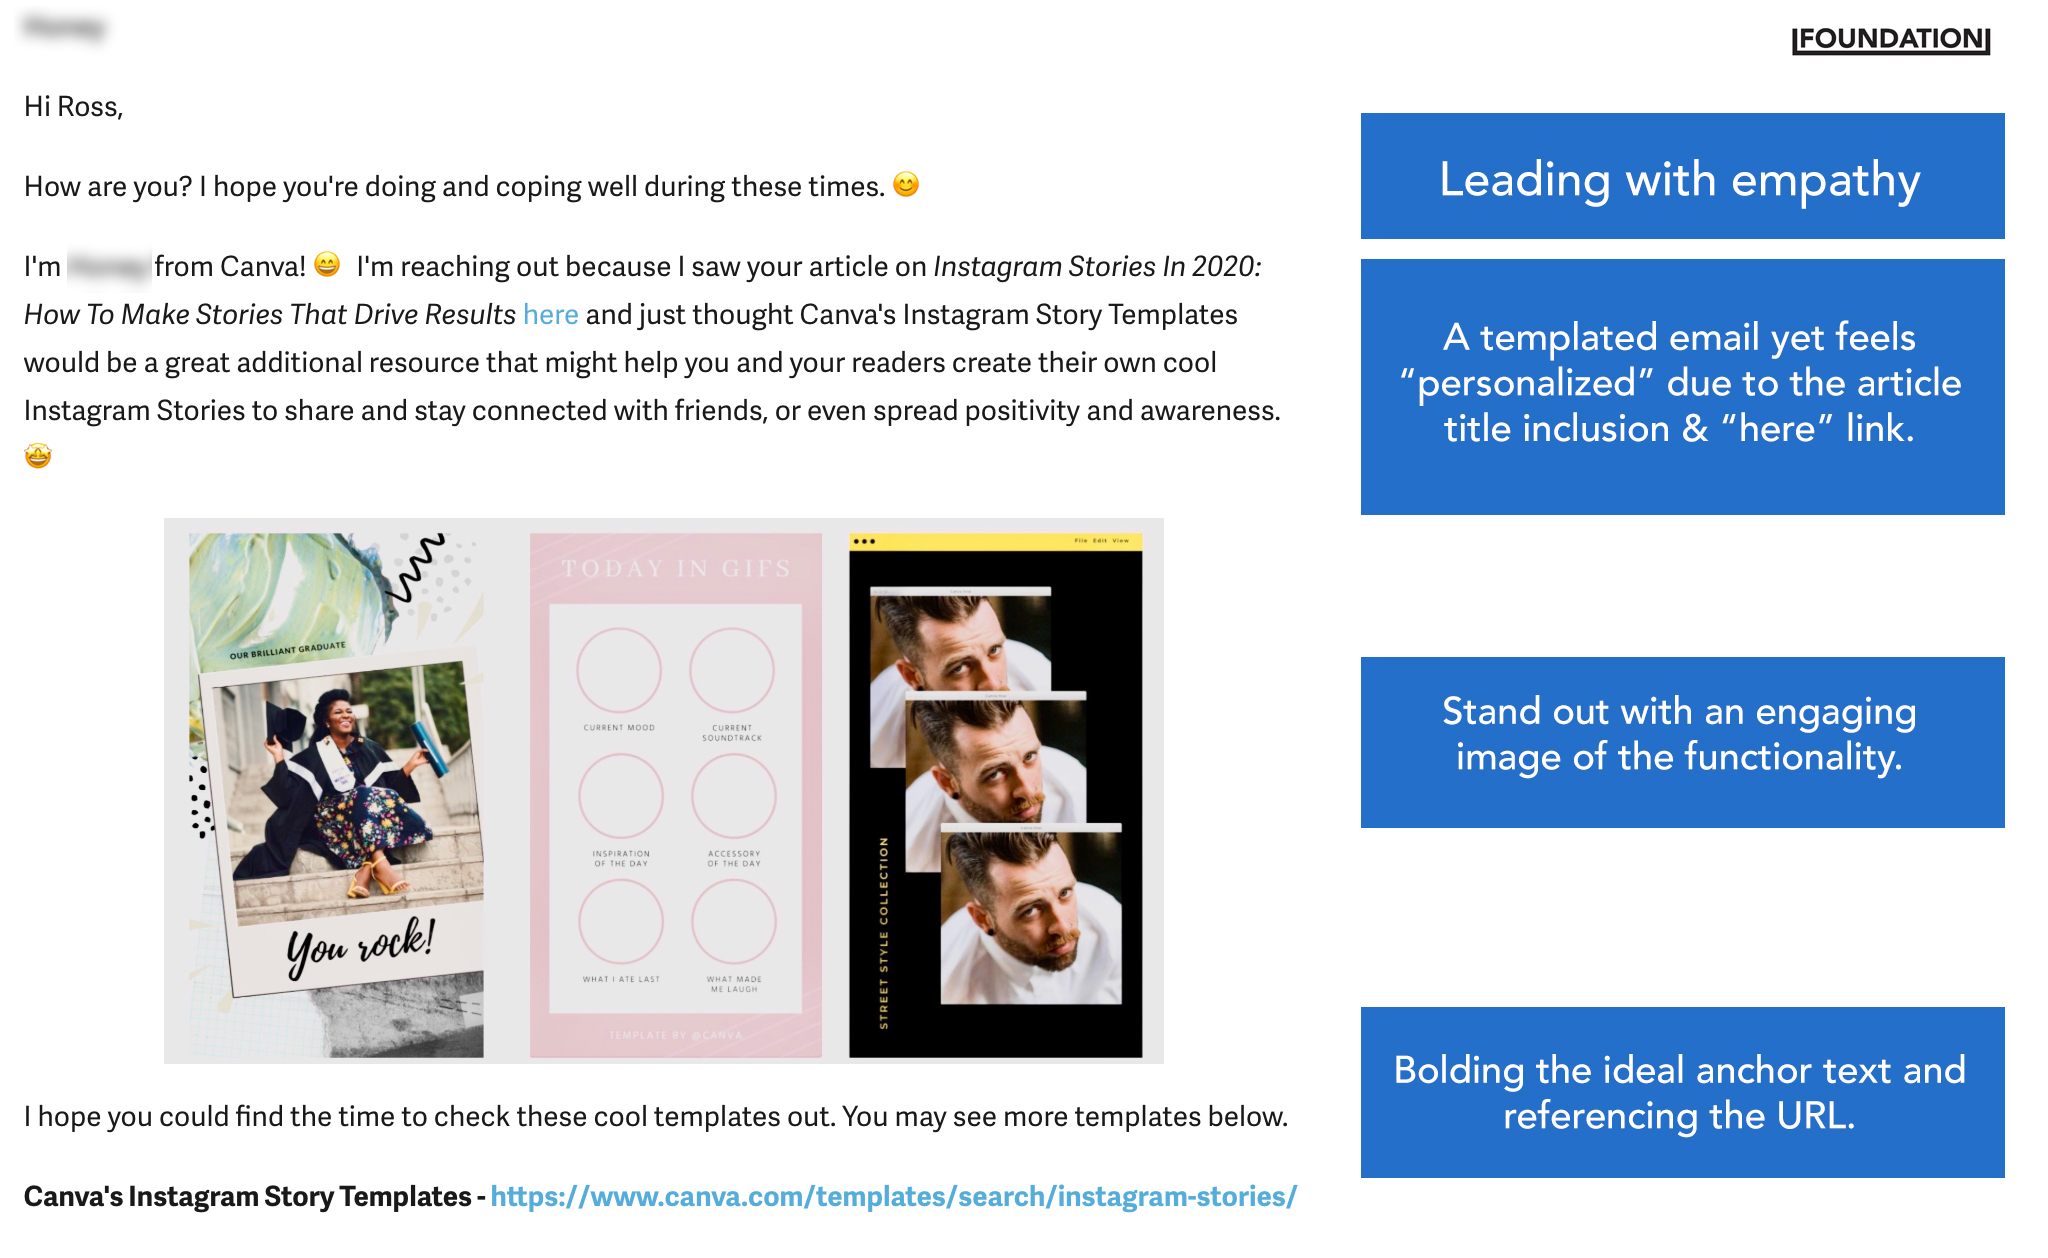 FOUNDATION
Hi Ross,
How are you? I hope you're doing and coping well during these times. 😊
I'm from Canva! 😄 I'm reaching out because I saw your article on Instagram Stories In 2020:
How To Make Stories That Drive Results here and just thought Canva's Instagram Story Templates
would be a great additional resource that might help you and your readers create their own cool
Instagram Stories to share and stay connected with friends, or even spread positivity and awareness.
🤩
Leading with empathy
A templated email yet feels
“personalized” due to the article
title inclusion & “here” link.
OUR BRILLIANT GRADUATE
You rock!
TODAY IN GIFS
CURRENT MOOD
CURRENT
SOUNDTRACK
INSPIRATION
OF THE DAY
ACCESSORY
OF THE DAY
WHAT I ATE LAST
WHAT MADE
ME LAUGH
TEMPLATE BY @CANVA
File Edit View
STREET STYLE COLLECTION
Stand out with an engaging
image of the functionality.
I hope you could find the time to check these cool templates out. You may see more templates below.
Canva's Instagram Story Templates - https://www.canva.com/templates/search/instagram-stories/
Bolding the ideal anchor text and
referencing the URL.